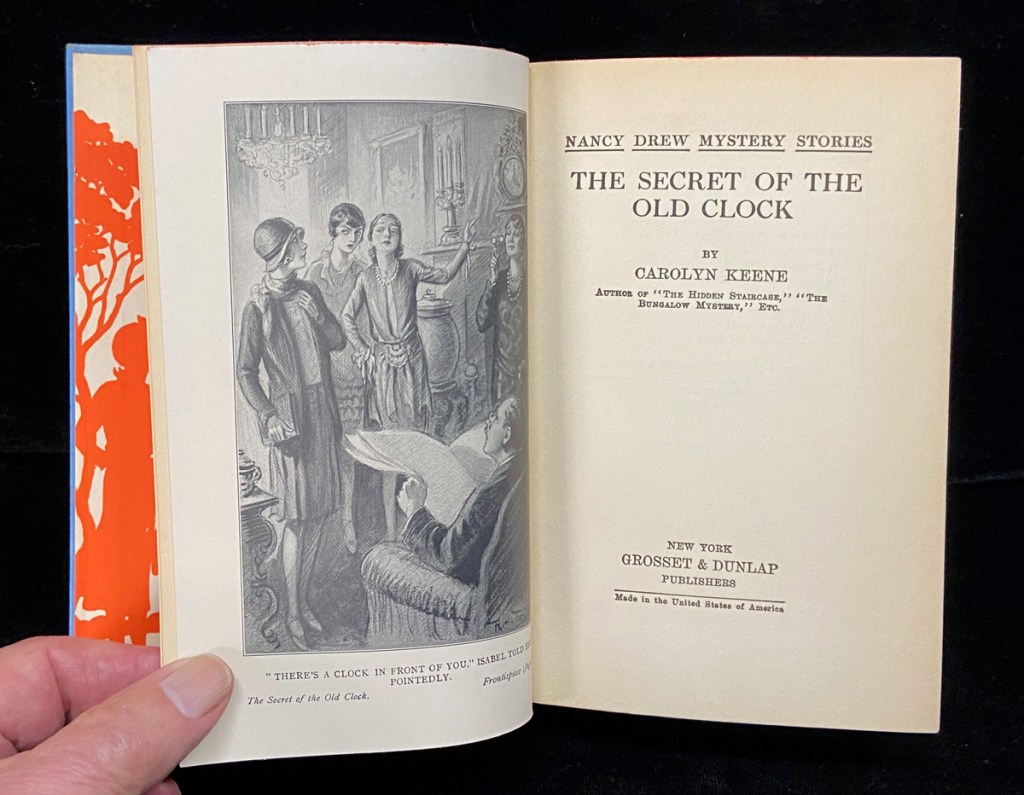 "THERE'S A CLOCK IN FRONT OF YOU." ISABEL TOLD
POINTEDLY.
The Secret of the Old Clock.
Frontispiece
NANCY DREW MYSTERY STORIES
THE SECRET OF THE
OLD CLOCK
BY
CAROLYN KEENE
AUTHOR OF "THE HIDDEN STAIRCASE," "THE
BUNGALOW MYSTERY," ETC.
NEW YORK
GROSSET & DUNLAP
PUBLISHERS
Made in the United States of America